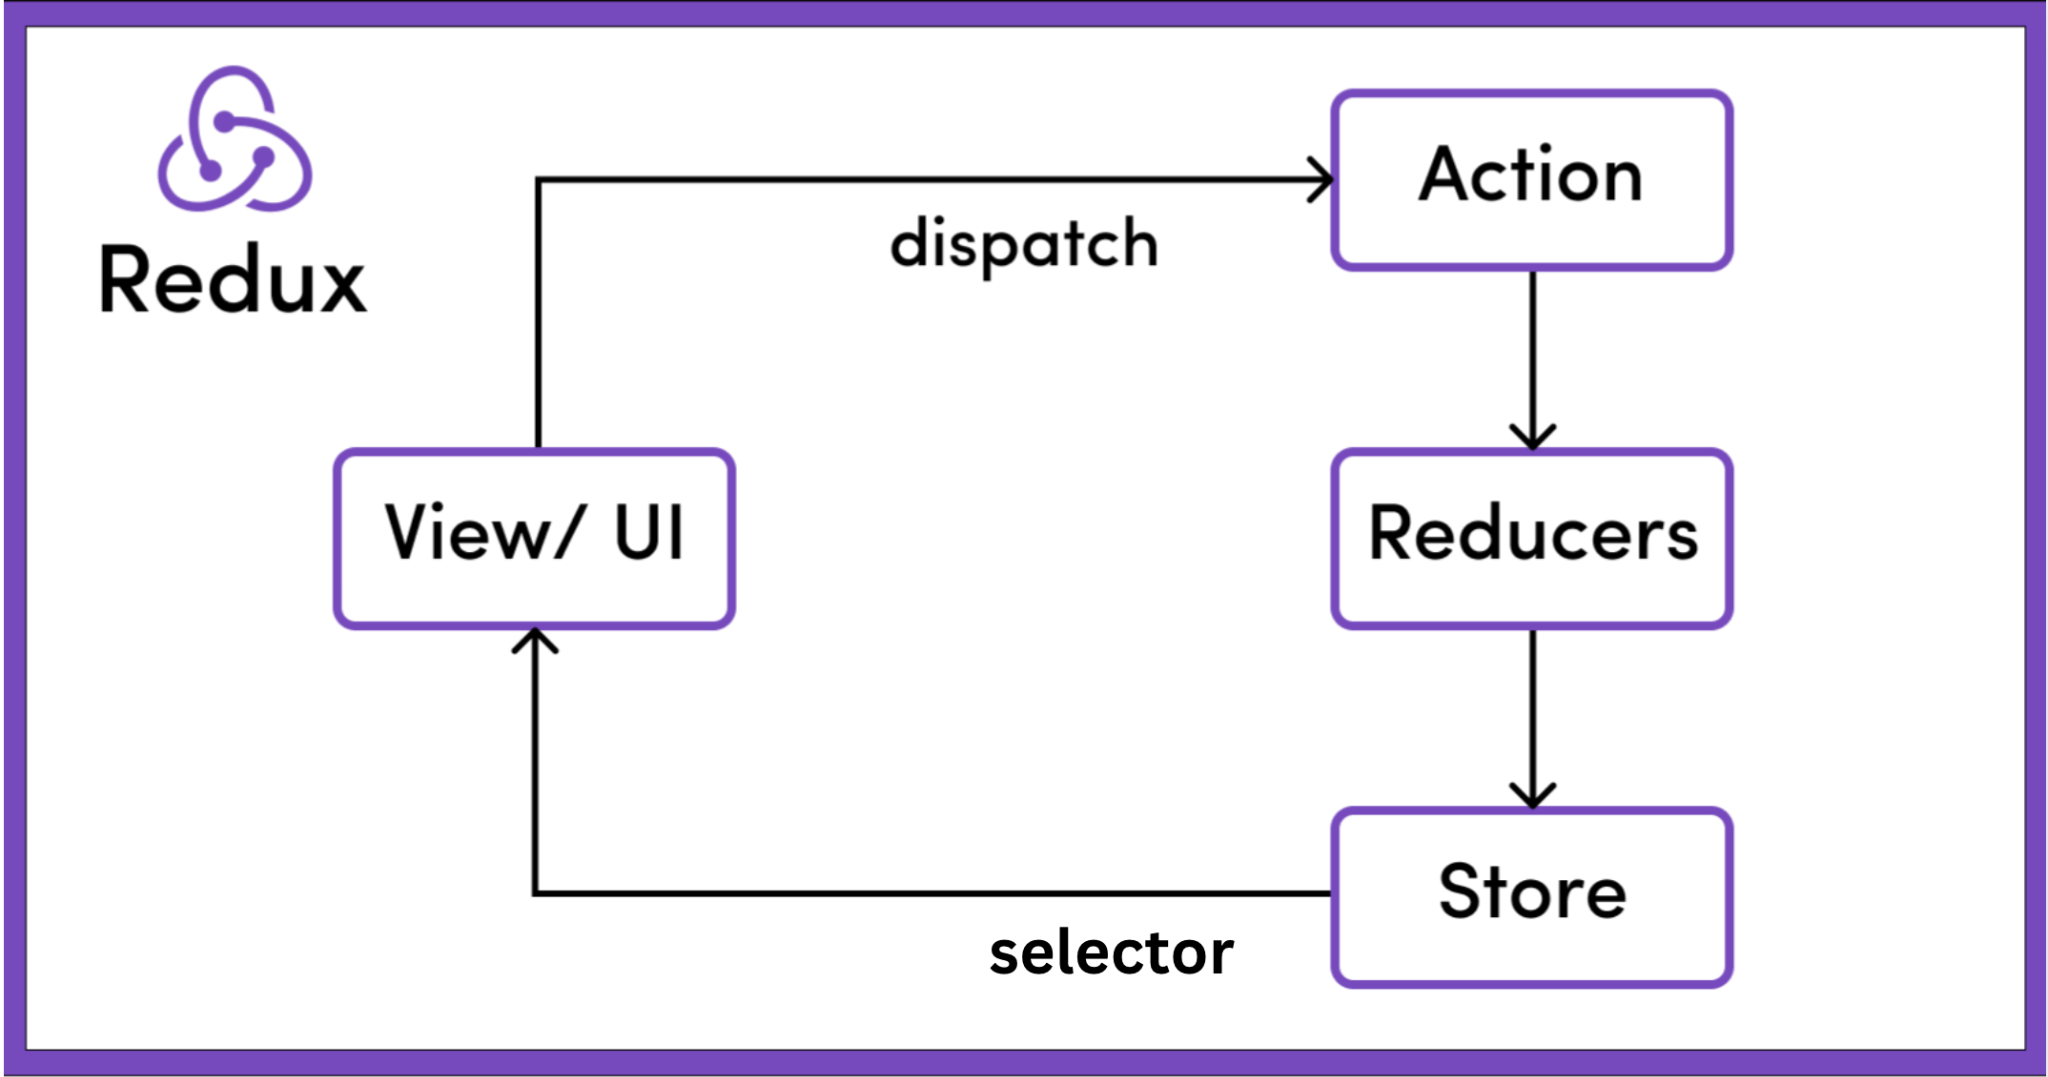 Redux
Action
dispatch
View/ UI
Reducers
Store
selector